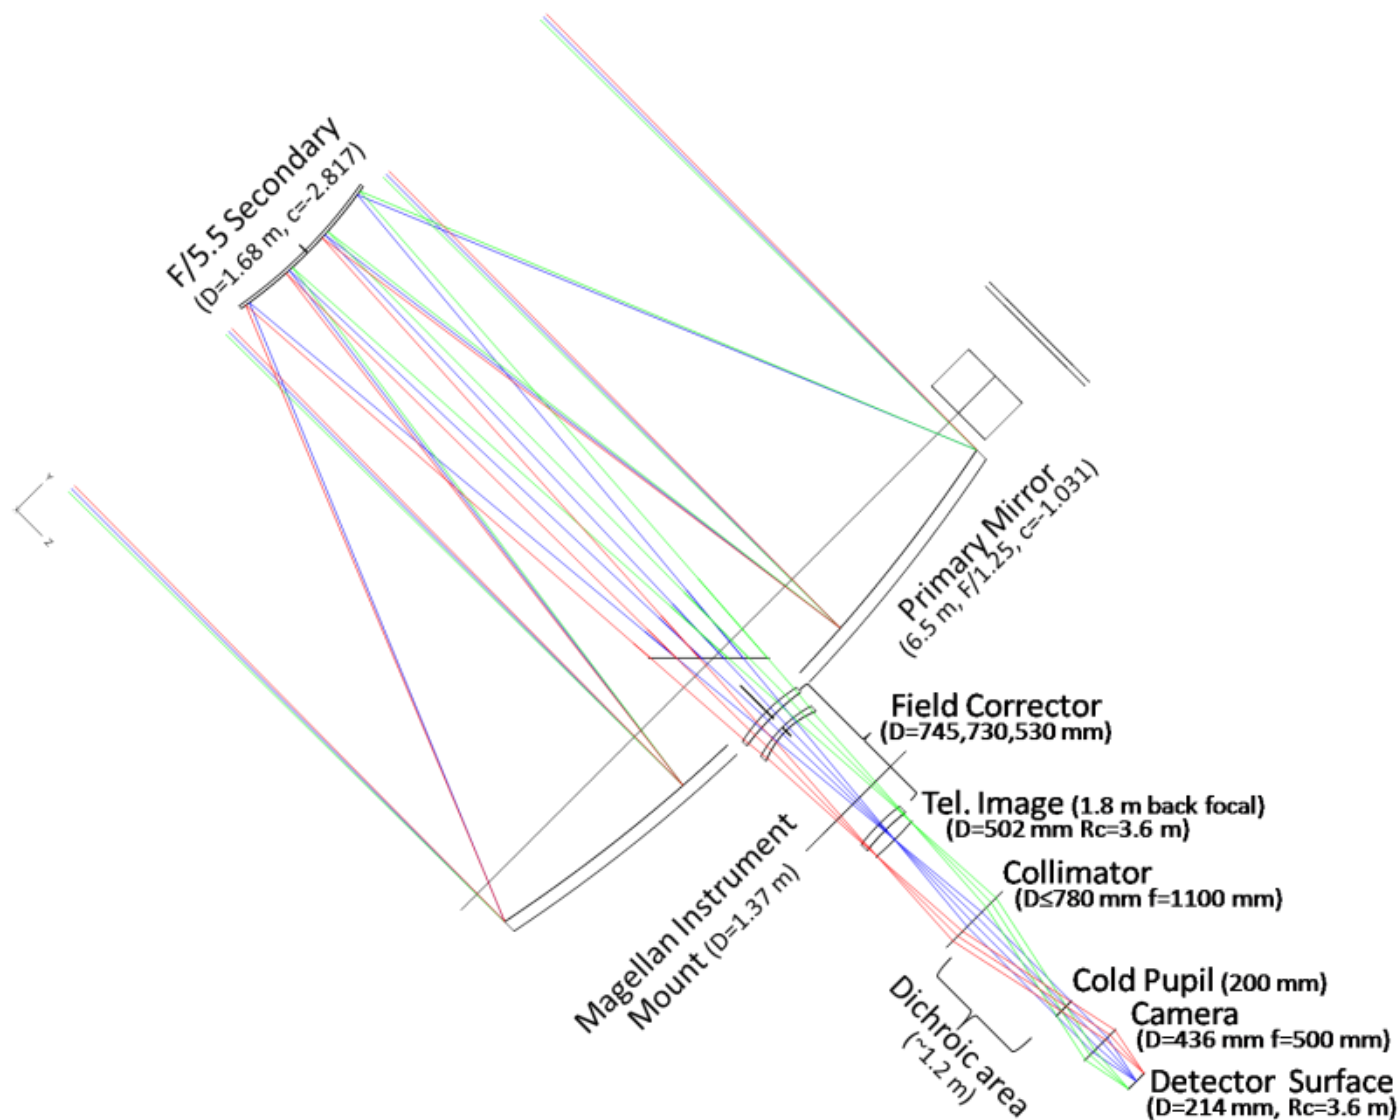 F/5.5 Secondary
(D=1.68 m, c=-2.817)
Y
Z
Primary Mirror
(6.5 m, F/1.25, c=-1.031)
Field Corrector
(D=745,730,530 mm)
Tel. Image (1.8 m back focal)
(D=502 mm Rc=3.6 m)
Magellan Instrument
Mount (D=1.37 m)
Collimator
(D≤780 mm f=1100 mm)
Dichroic area
(~1.2 m)
Cold Pupil (200 mm)
Camera
(D=436 mm f=500 mm)
Detector Surface
(D=214 mm, Rc=3.6 m)